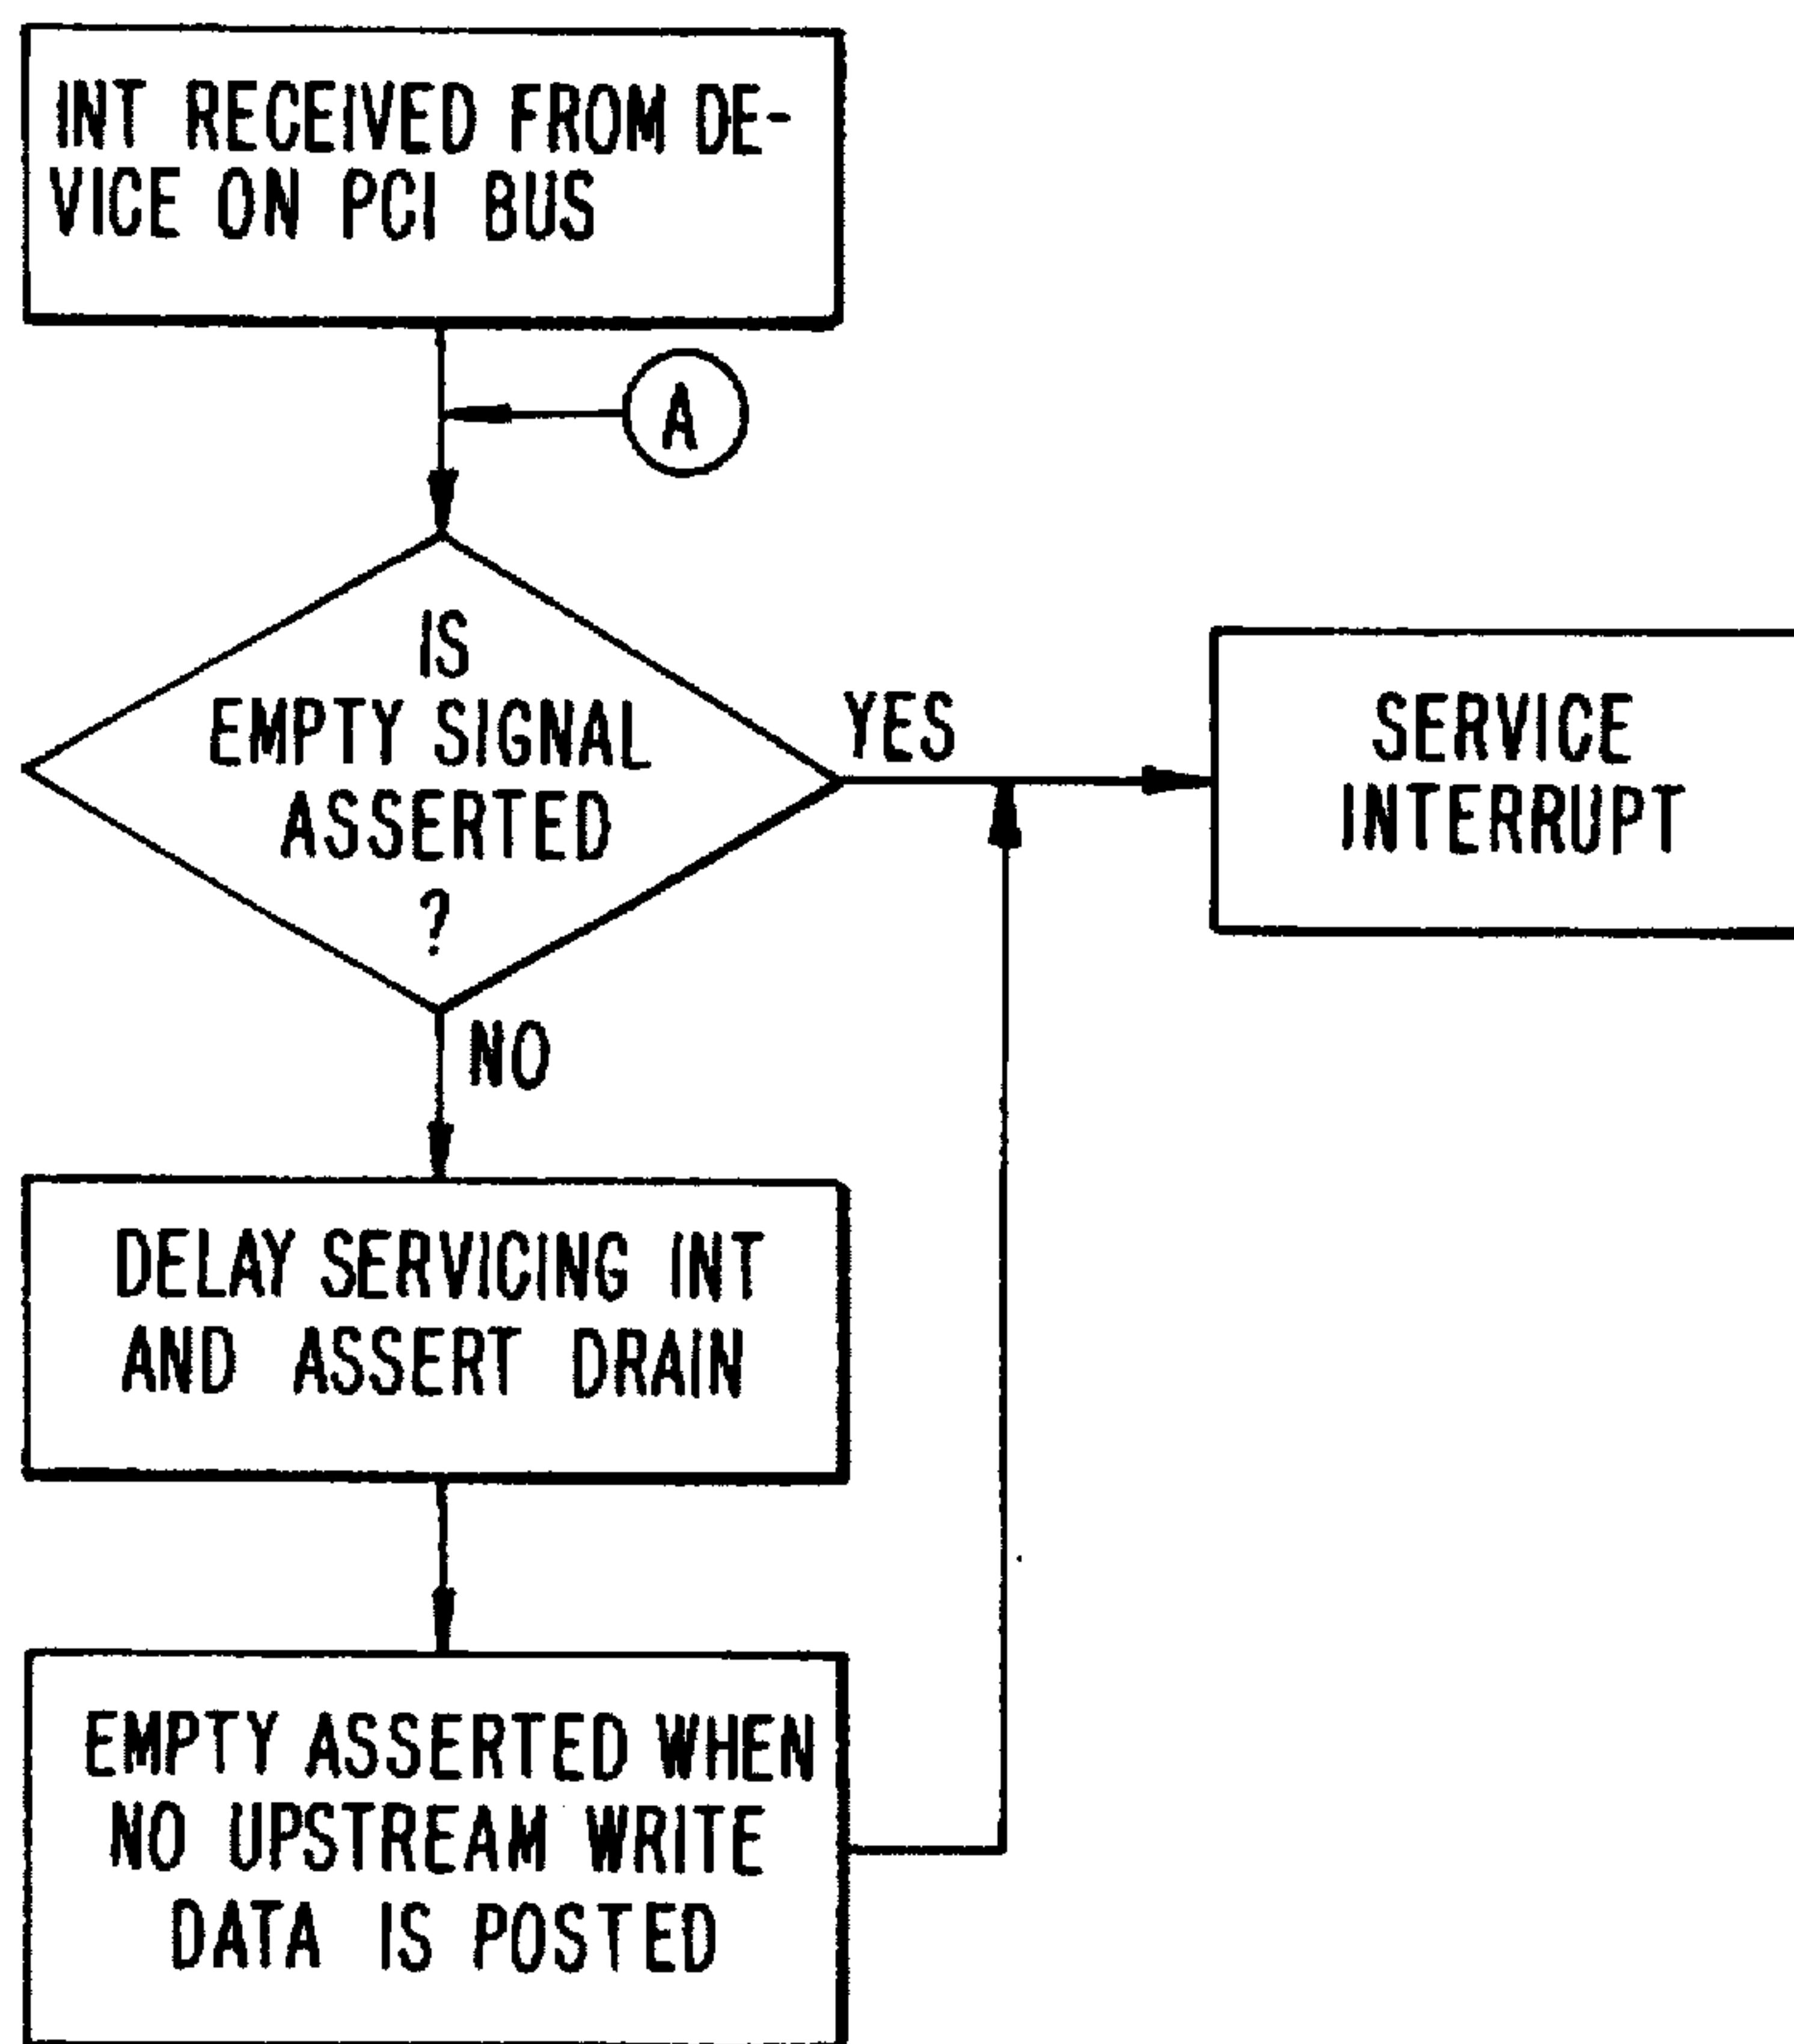 INT RECEIVED FROM DE-
VICE ON PCI BUS
A
IS
EMPTY SIGNAL
ASSERTED
?
YES
SERVICE
INTERRUPT
NO
DELAY SERVICING INT
AND ASSERT DRAIN
EMPTY ASSERTED WHEN
NO UPSTREAM WRITE
DATA IS POSTED